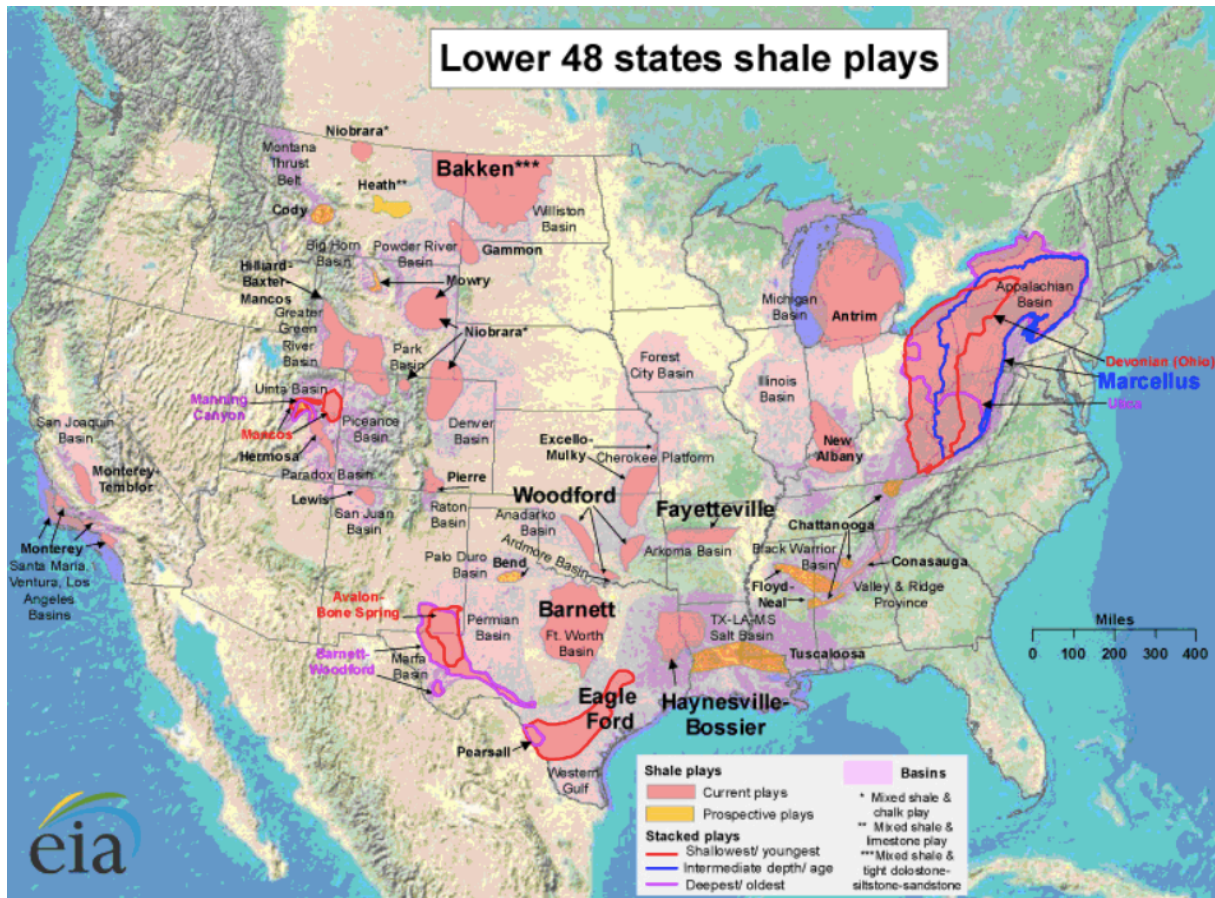 Lower 48 states shale plays
Niobrara*
Montana
Thrust
Belt
Bakken***
Heath**
Cody
Williston
Basin
Big Horn
Basin
Powder River
Basin
Gammon
Hilliard-
Baxter-
Mancos
Mowry
Greater
Green
River
Basin
Niobrara*
Park
Basin
Michigan
Basin
Antrim
Appalachian
Basin
Devonian (Ohio)
Marcellus
Utica
Forest
City Basin
Illinois
Basin
Uinta Basin
Manning
Canyon
Mancos
Piceance
Basin
Denver
Basin
Hermosa
Paradox Basin
San Joaquin
Basin
Monterey-
Temblor
Lewis
San Juan
Basin
Pierre
Raton
Basin
Excello-
Mulky
Cherokee Platform
New
Albany
Woodford
Anadarko
Basin
Fayetteville
Arkoma Basin
Chattanooga
Monterey
Santa Maria,
Ventura, Los
Angeles
Basins
Palo Duro
Basin
Bend
Ardmore Basin
Black Warrior
Basin
Conasauga
Floyd-
Neal
Valley & Ridge
Province
Avalon-
Bone Spring
Permian
Basin
Barnett
Ft. Worth
Basin
TX-LA-MS
Salt Basin
Tuscaloosa
Barnett-
Woodford
Marfa
Basin
Eagle
Ford
Haynesville-
Bossier
Pearsall
Western
Gulf
Miles
0 100 200 300 400
eia
Shale plays
Current plays
Prospective plays
Stacked plays
Shallowest/ youngest
Intermediate depth/ age
Deepest/ oldest
Basins
* Mixed shale &
chalk play
** Mixed shale &
limestone play
***Mixed shale &
tight dolostone-
siltstone-sandstone